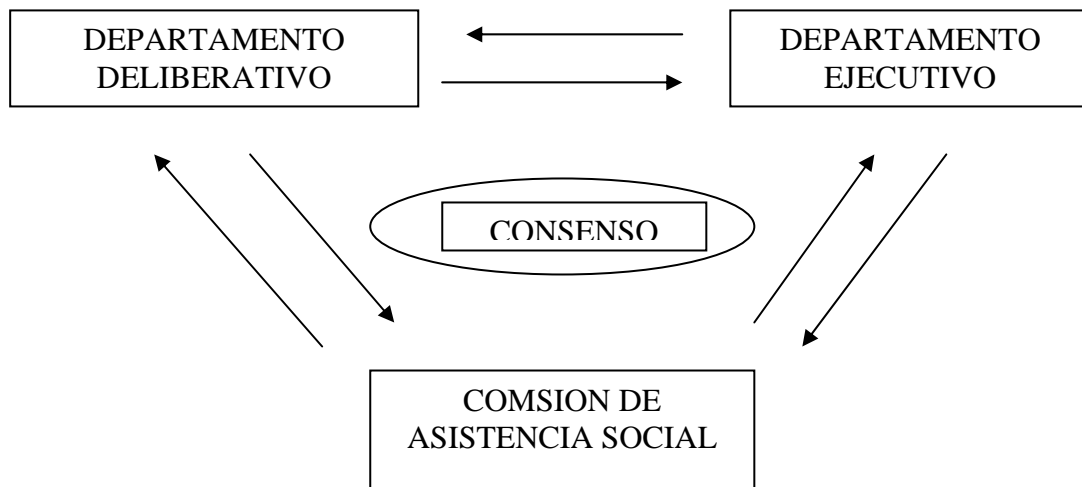 DEPARTAMENTO
DELIBERATIVO
DEPARTAMENTO
EJECUTIVO
CONSENSO
COMSION DE
ASISTENCIA SOCIAL